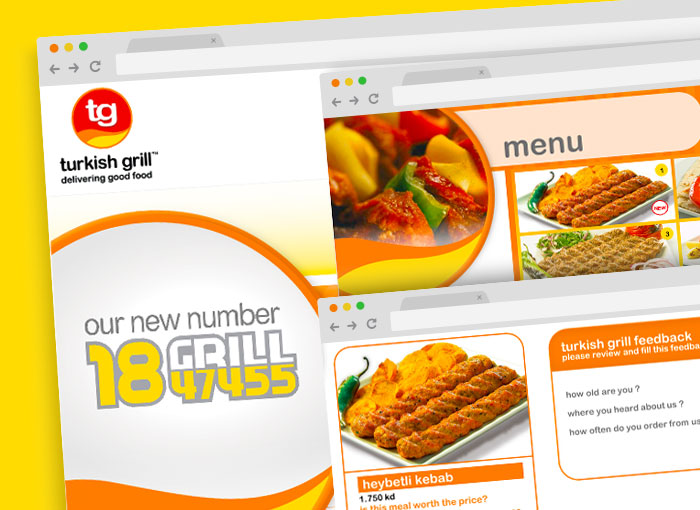 tg
turkish grill™
delivering good food
our new number
18 GRILL
47455
menu
1
NEW
3
heybetli kebab
1.750 kd
is this meal worth the price?
turkish grill feedback
please review and fill this
how old are you ?
where you heard about us ?
how often do you order from us